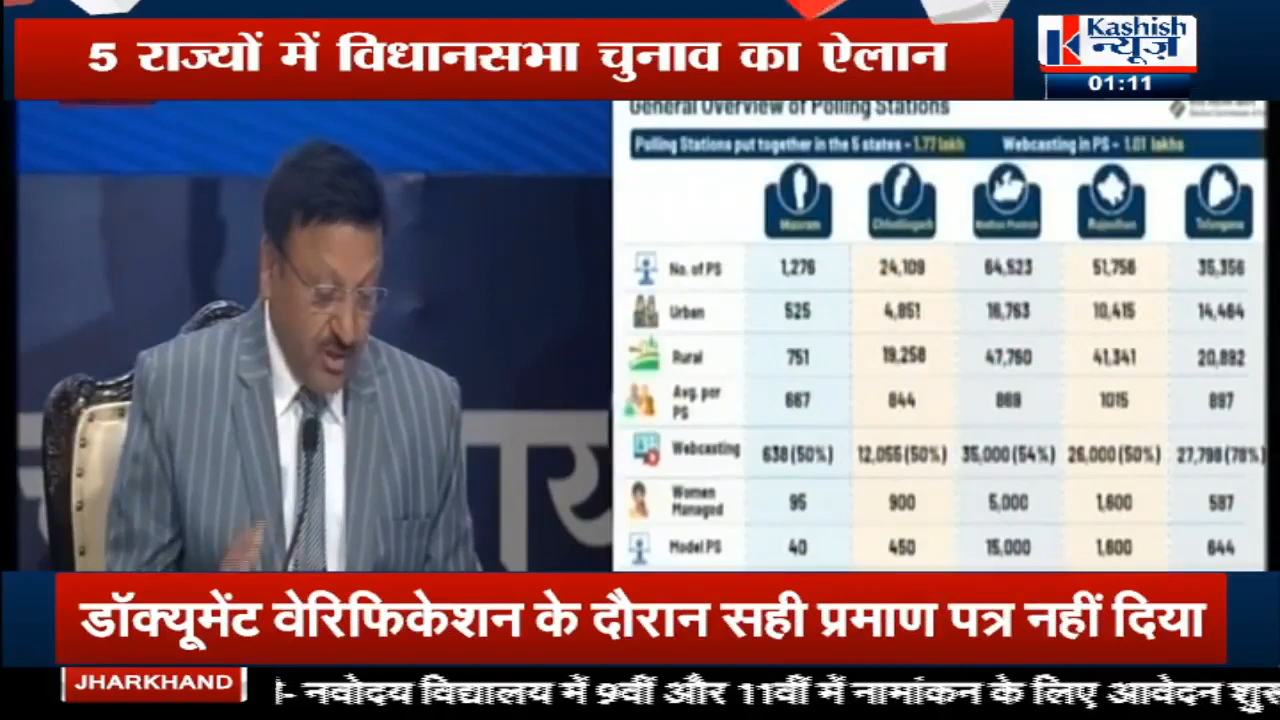 5 राज्यों में विधानसभा चुनाव का ऐलान
Kashish
न्यूज़
01:11
General Overview of Polling Stations
Polling Stations put together in the 5 states - 1.77 lakh Webcasting in PS - 1.01 lakhs
Mizoram Chhattisgarh Madhya Pradesh Rajasthan Telangana
No. of PS 1,276 24,109 64,523 51,756 35,356
Urban 525 4,851 16,763 10,415 14,464
Rural 751 19,258 47,760 41,341 20,892
Avg. per
PS 667 844 869 1015 897
Webcasting 638 (50%) 12,055 (50%) 35,000 (54%) 26,000 (50%) 27,798 (78%)
Women
Managed 95 900 5,000 1,600 597
Model PS 40 450 15,000 1,600 644
डॉक्यूमेंट वेरिफिकेशन के दौरान सही प्रमाण पत्र नहीं दिया
JHARKHAND
:- नवोदय विद्यालय में 9वीं और 11वीं में नामांकन के लिए आवेदन शुरू